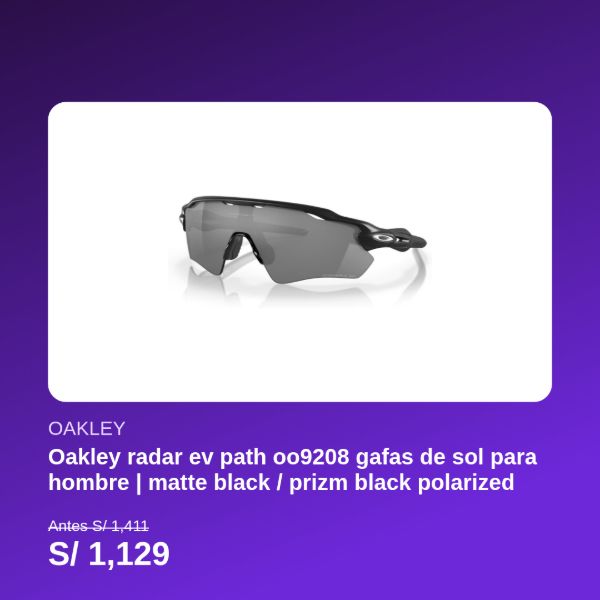 OAKLEY
Oakley radar ev path oo9208 gafas de sol para
hombre | matte black / prizm black polarized
Antes S/ 1,411
S/ 1,129